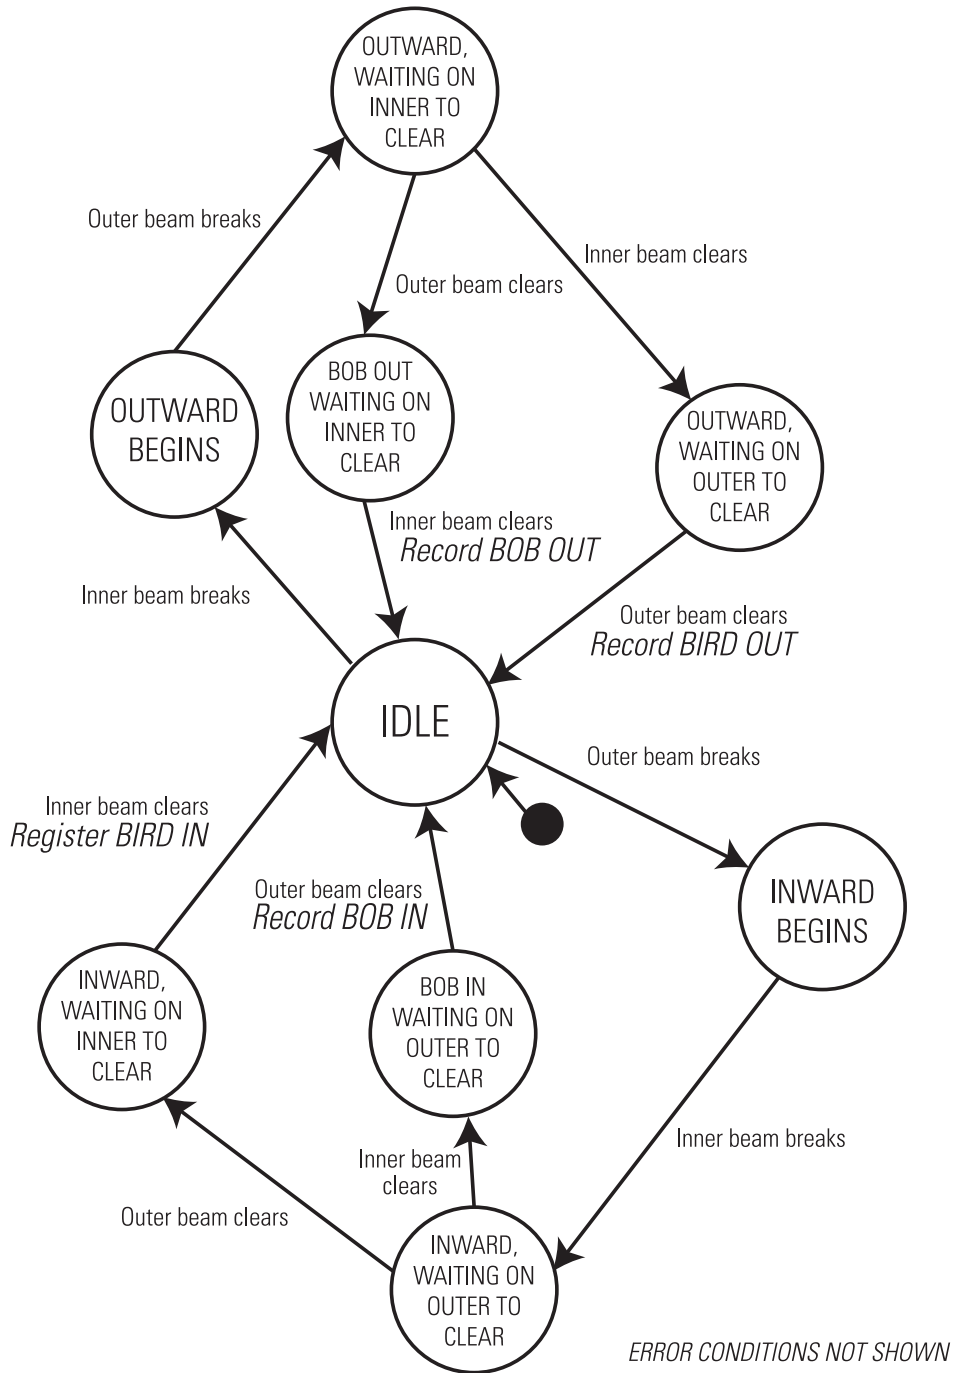 OUTWARD,
WAITING ON
INNER TO
CLEAR
Outer beam breaks
Inner beam clears
Outer beam clears
BOB OUT
WAITING ON
INNER TO
CLEAR
OUTWARD
BEGINS
OUTWARD,
WAITING ON
OUTER TO
CLEAR
Inner beam clears
Record BOB OUT
Inner beam breaks
Outer beam clears
Record BIRD OUT
IDLE
Outer beam breaks
Inner beam clears
Register BIRD IN
Outer beam clears
Record BOB IN
INWARD
BEGINS
INWARD,
WAITING ON
INNER TO
CLEAR
BOB IN
WAITING ON
OUTER TO
CLEAR
Inner beam breaks
Inner beam
clears
Outer beam clears
INWARD,
WAITING ON
OUTER TO
CLEAR
ERROR CONDITIONS NOT SHOWN